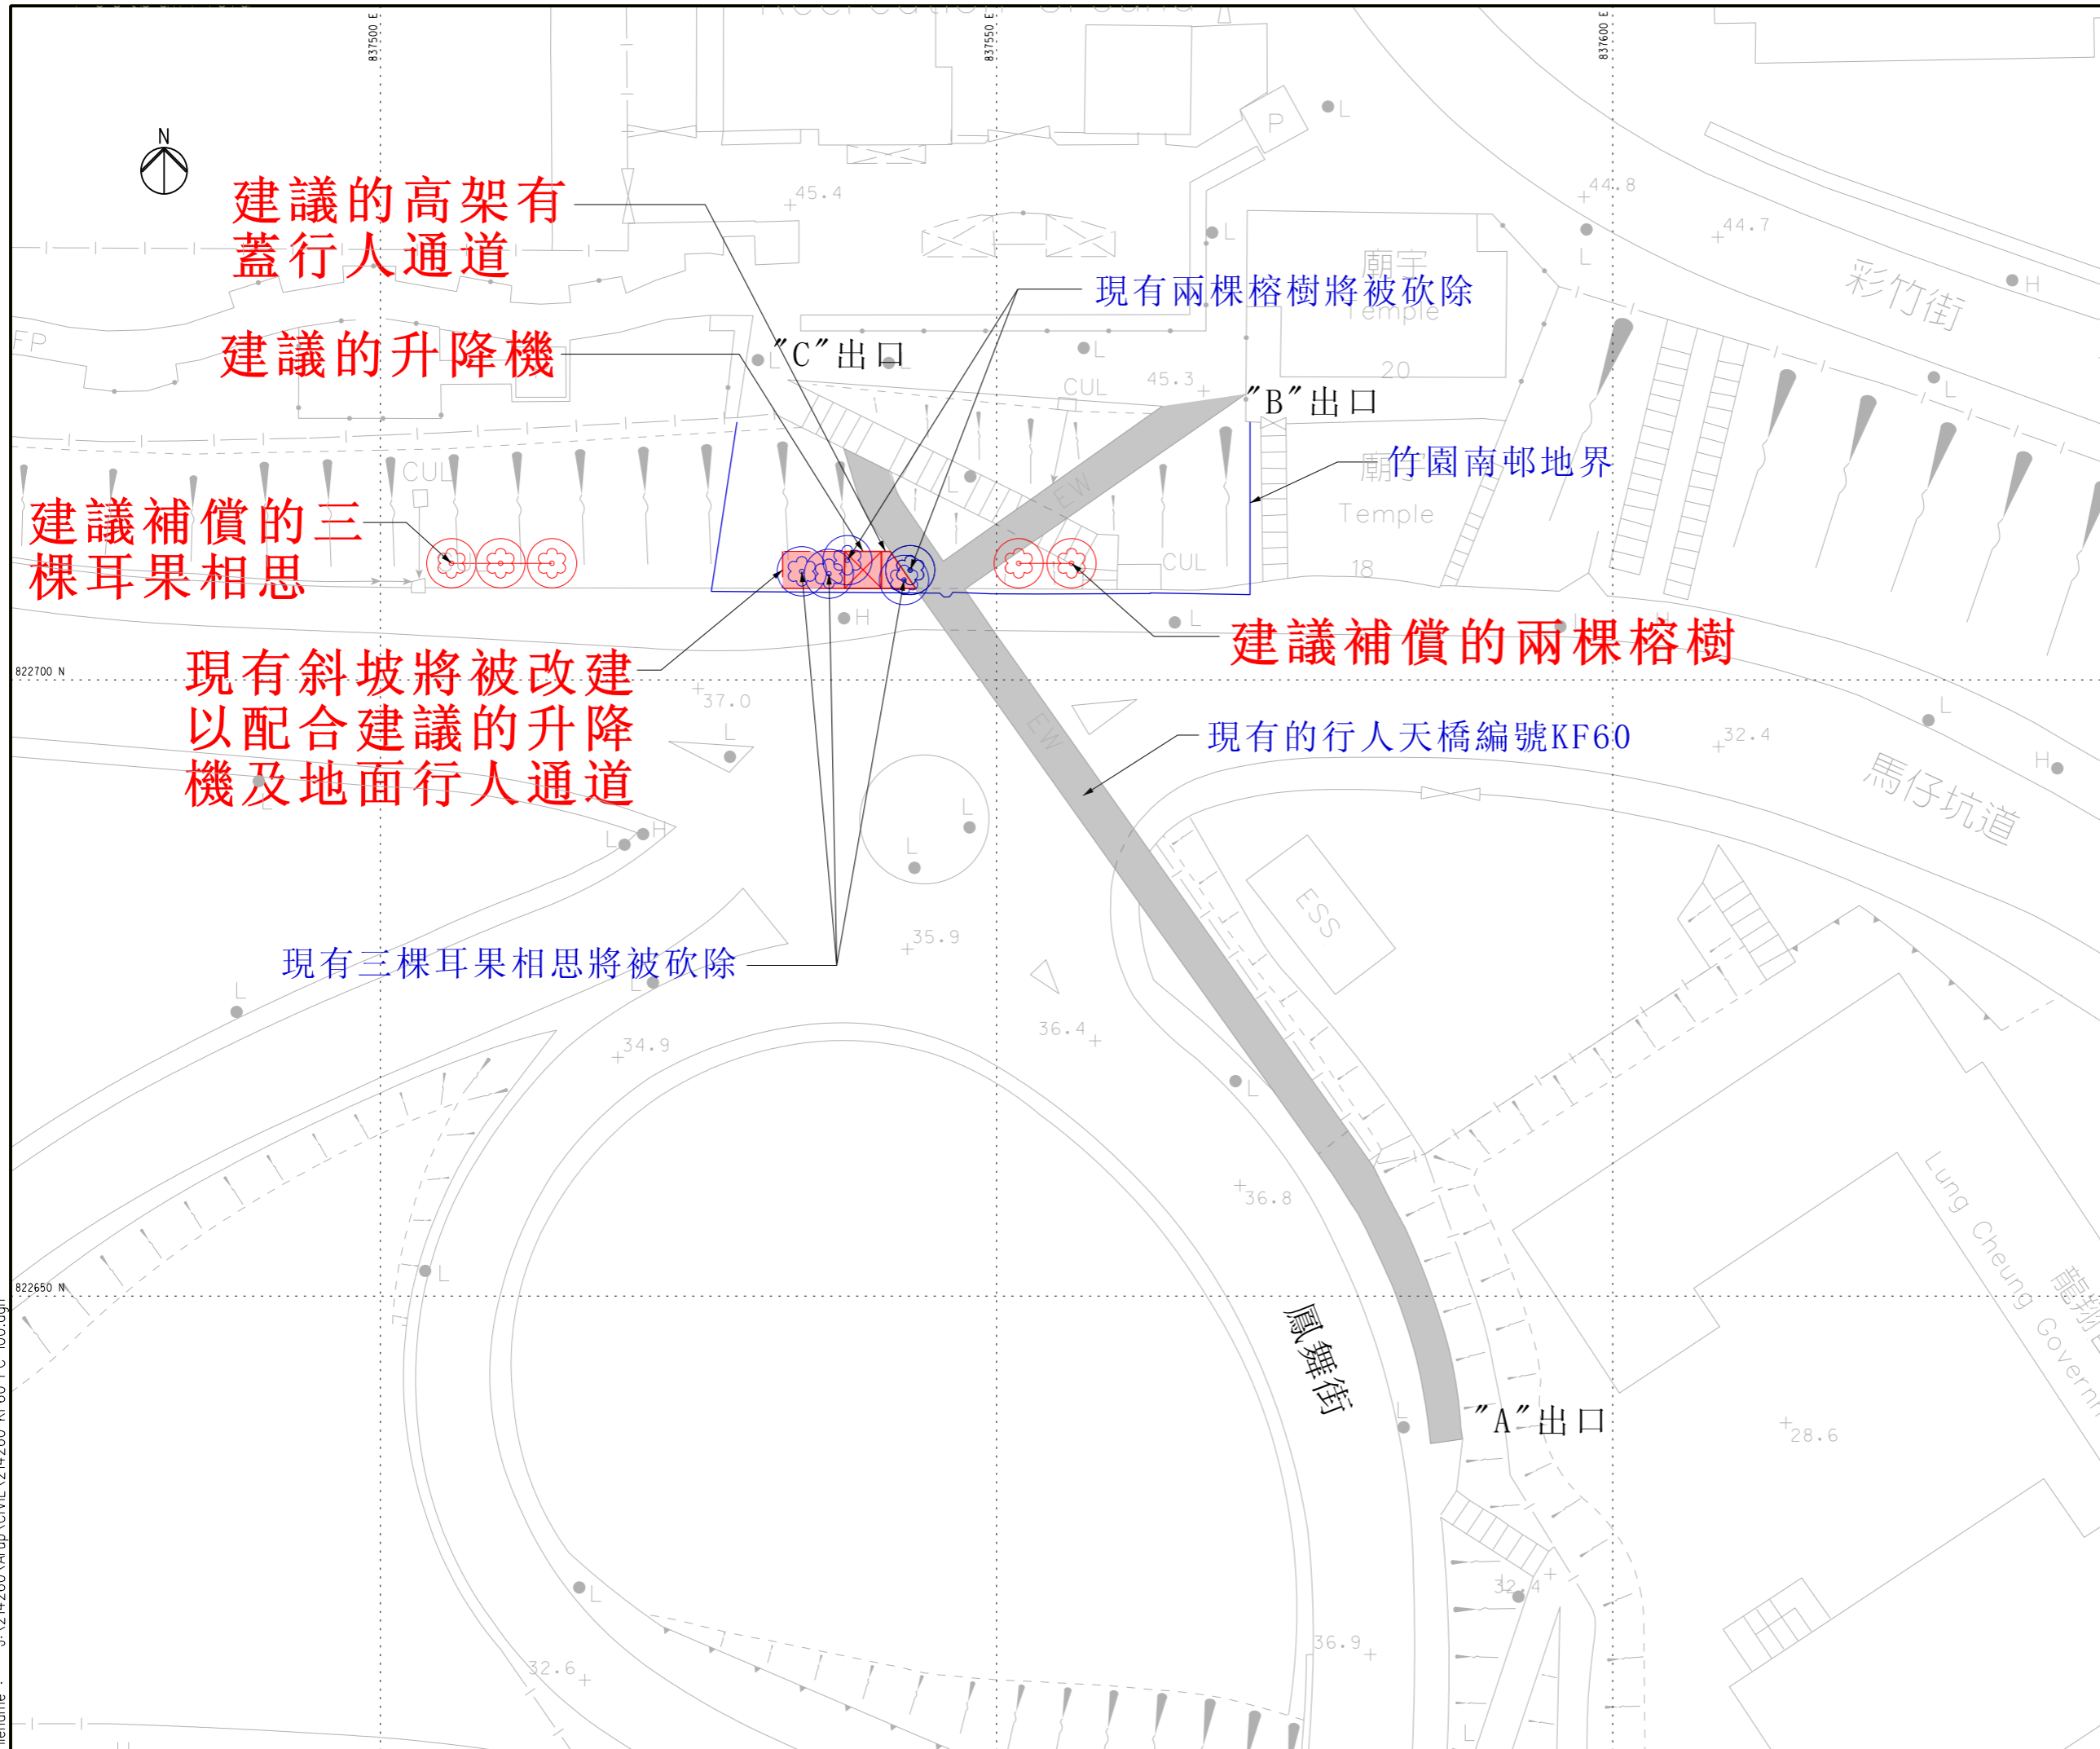 837500 E
837550 E
837600 E
N
建議的高架有
蓋行人通道
建議的升降機
"C"出口
現有兩棵榕樹將被砍除
"B"出口
竹園南邨地界
廟宇
Temple
20
廟宇
Temple
18
彩竹街
P
L
45.4
44.8
L
44.7
H
L
L
L
L
L
45.3
CUL
FP
CUL
CUL
CUL
EW
L
建議補償的三
棵耳果相思
H
L
L
建議補償的兩棵榕樹
822700 N
現有斜坡將被改建
以配合建議的升降
機及地面行人通道
37.0
L
EW
現有的行人天橋編號KF60
32.4
L
H
馬仔坑道
L
L
H
L
L
ESS
現有三棵耳果相思將被砍除
35.9
L
L
36.4
34.9
L
36.8
L
822650 N
鳳舞街
Lung Cheung
L
"A"出口
28.6
L
32.4
L
36.9
32.6
L
H